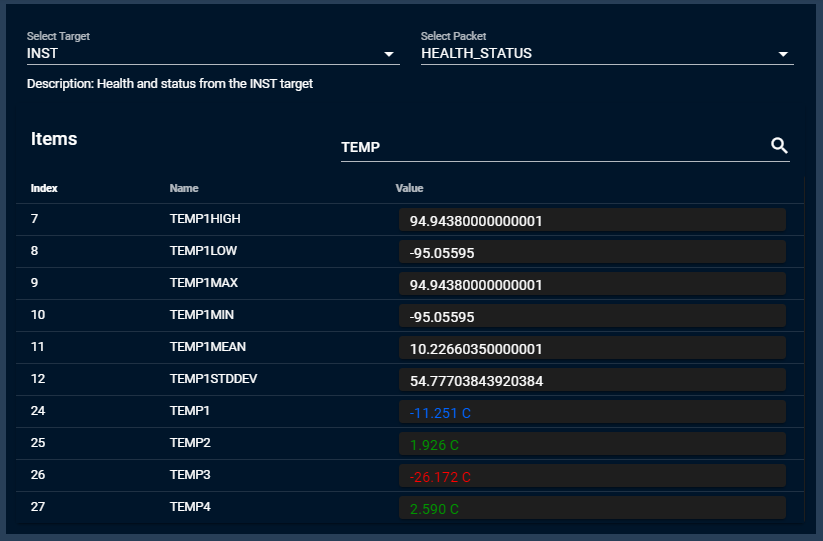 Select Target
INST
Select Packet
HEALTH_STATUS
Description: Health and status from the INST target
Items
TEMP
Index Name Value
7 TEMP1HIGH 94.94380000000001
8 TEMP1LOW -95.05595
9 TEMP1MAX 94.94380000000001
10 TEMP1MIN -95.05595
11 TEMP1MEAN 10.22660350000001
12 TEMP1STDDEV 54.77703843920384
24 TEMP1 -11.251 C
25 TEMP2 1.926 C
26 TEMP3 -26.172 C
27 TEMP4 2.590 C